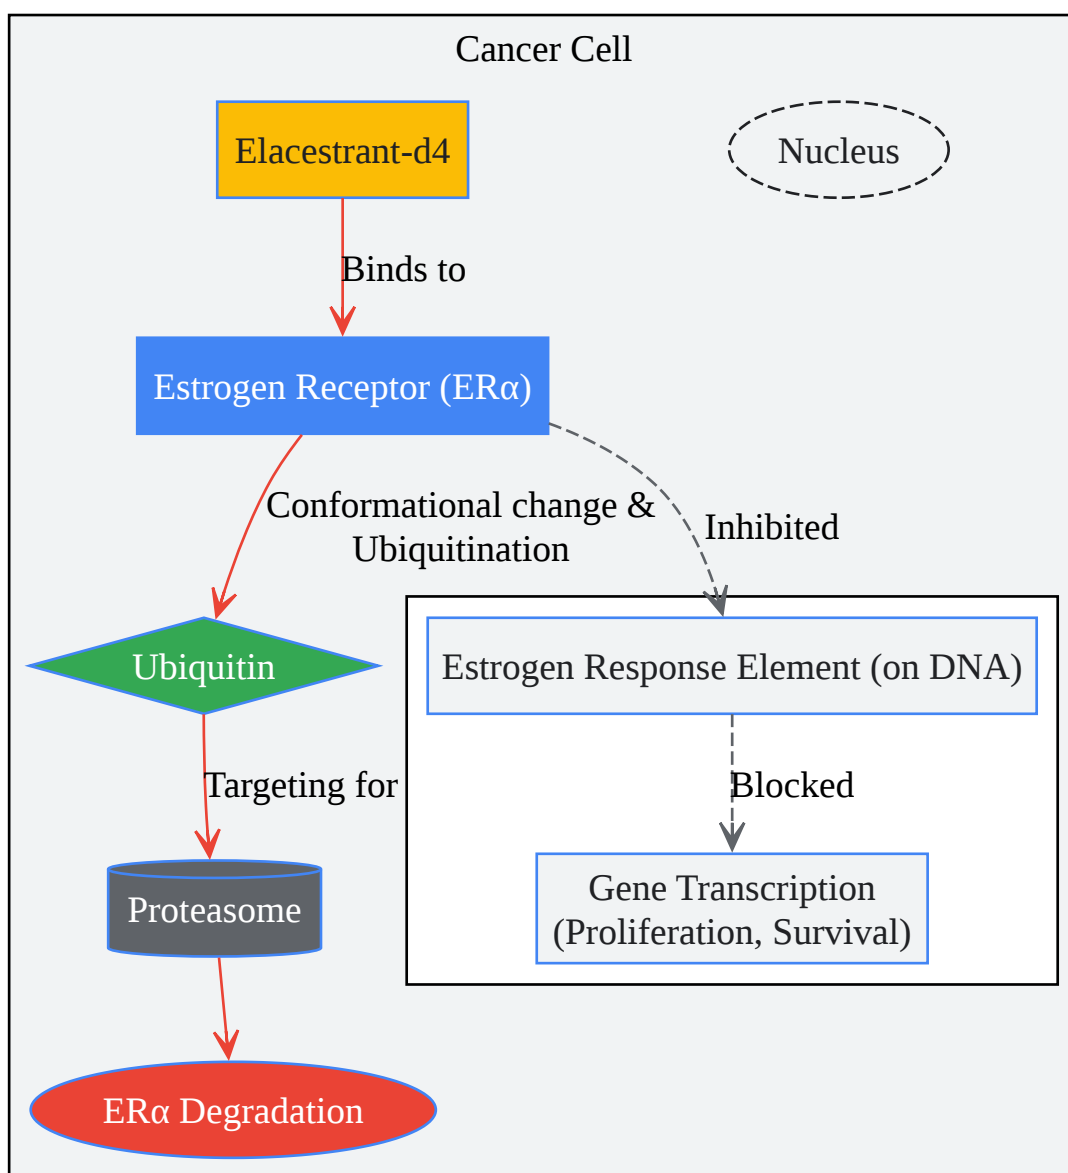 Cancer Cell
Elacestrant-d4
Nucleus
Binds to
Estrogen Receptor (ERα)
Conformational change &
Ubiquitination
Inhibited
Ubiquitin
Estrogen Response Element (on DNA)
Targeting for
Blocked
Proteasome
Gene Transcription
(Proliferation, Survival)
ERα Degradation